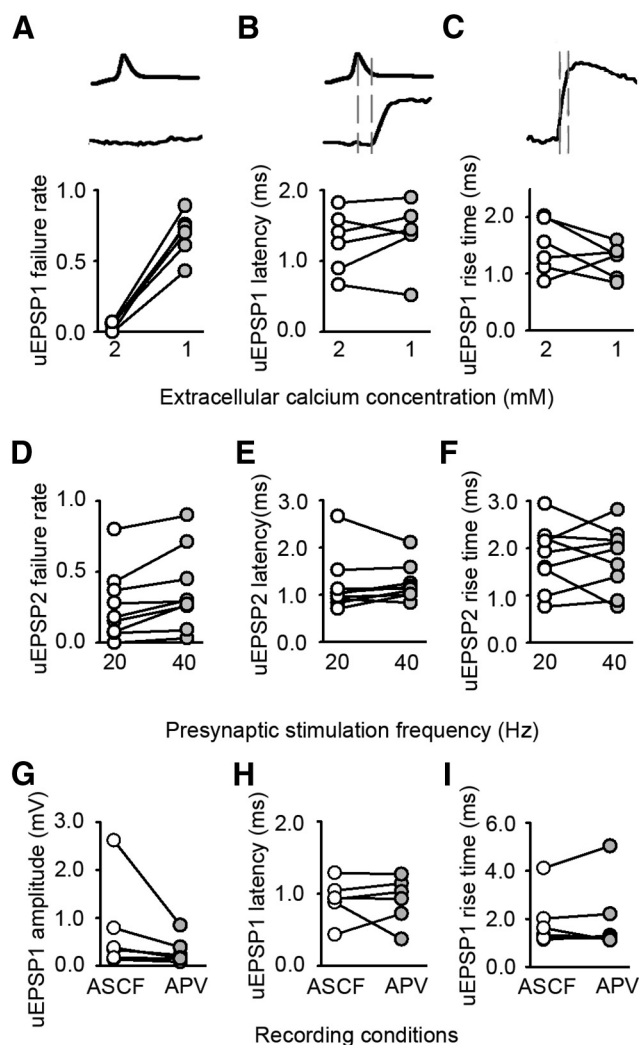 A
B
C
uEPSP1 failure rate
1.0
0.5
0.0
2
1
uEPSP1 latency (ms)
2.0
1.0
0.0
2
1
uEPSP1 rise time (ms)
2.0
1.0
0.0
2
1
Extracellular calcium concentration (mM)
D
E
F
uEPSP2 failure rate
1.0
0.5
0.0
20
40
uEPSP2 latency(ms)
3.0
2.0
1.0
0.0
20
40
uEPSP2 rise time (ms)
3.0
2.0
1.0
0.0
20
40
Presynaptic stimulation frequency (Hz)
G
H
I
uEPSP1 amplitude (mV)
3.0
2.0
1.0
0.0
ASCF
APV
uEPSP1 latency (ms)
2.0
1.0
0.0
ASCF
APV
uEPSP1 rise time (ms)
6.0
4.0
2.0
0.0
ASCF
APV
Recording conditions